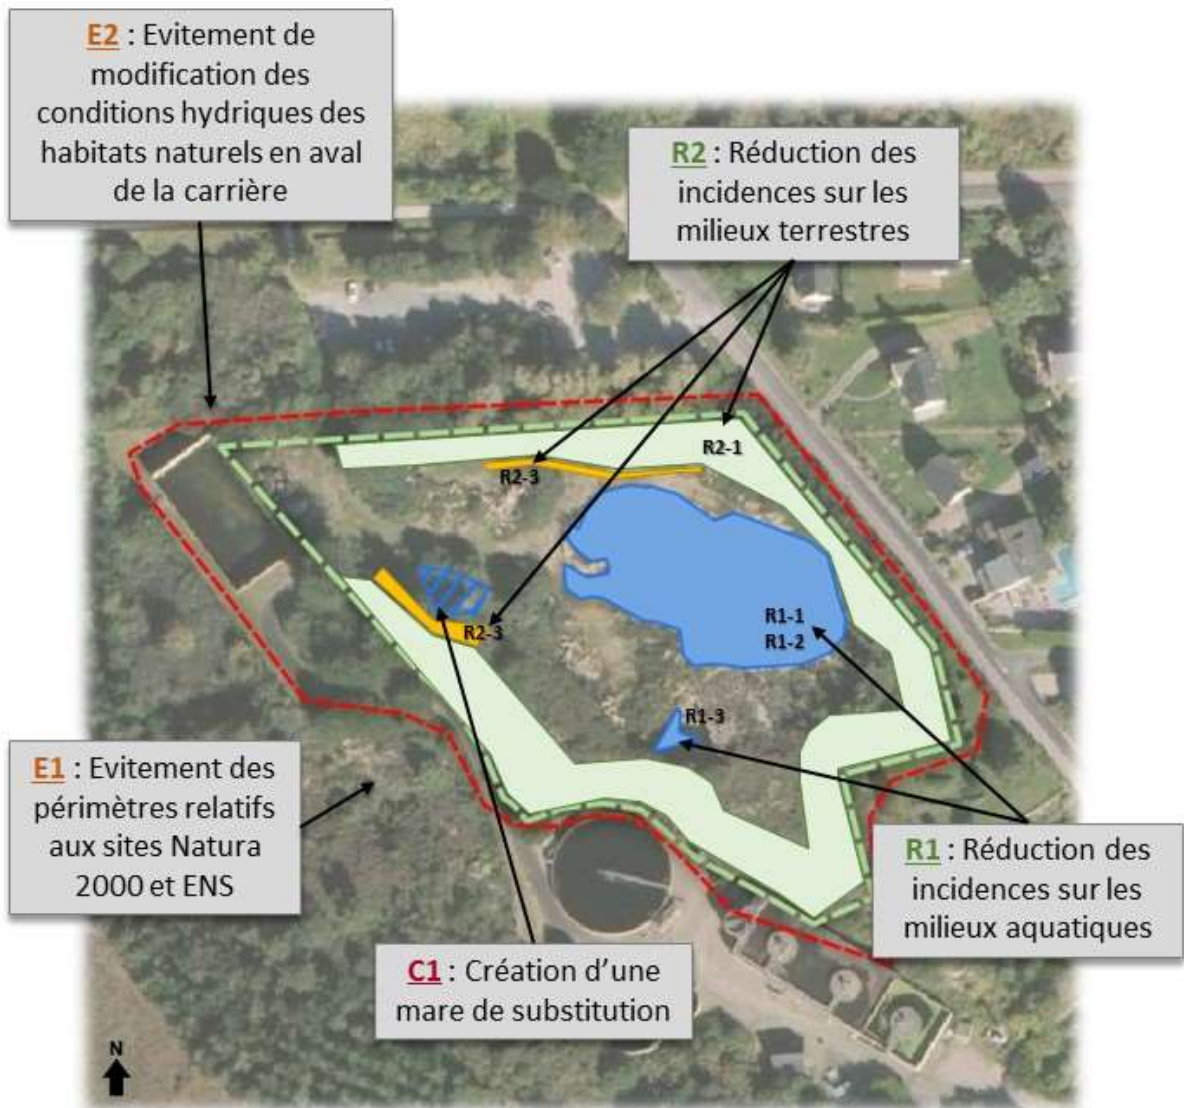 E2 : Evitement de
modification des
conditions hydriques des
habitats naturels en aval
de la carrière
R2 : Réduction des
incidences sur les
milieux terrestres
R2-1
R2-3
R1-1
R1-2
R2-3
R1-3
E1 : Evitement des
périmètres relatifs
aux sites Natura
2000 et ENS
R1 : Réduction des
incidences sur les
milieux aquatiques
C1 : Création d’une
mare de substitution
N